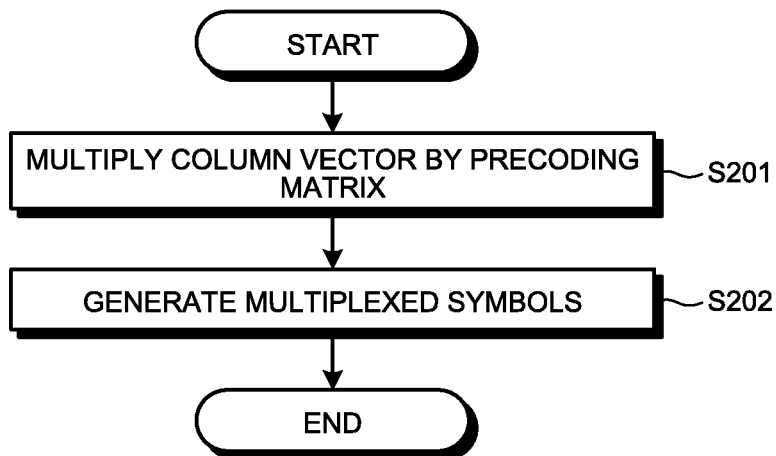 START
MULTIPLY COLUMN VECTOR BY PRECODING
MATRIX
S201
GENERATE MULTIPLEXED SYMBOLS
S202
END